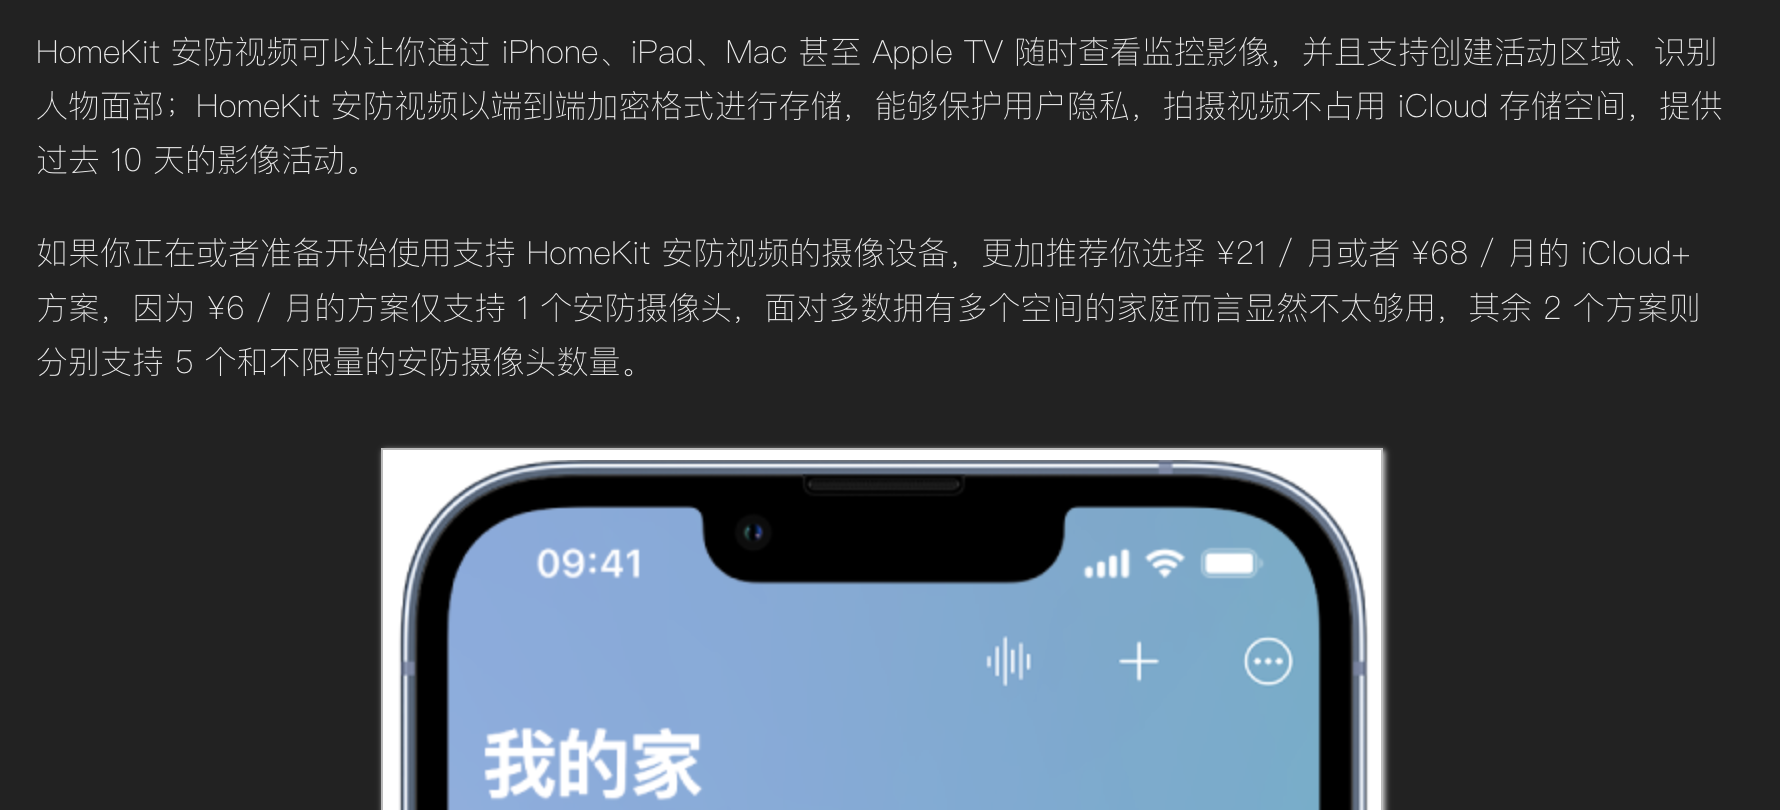 HomeKit 安防视频可以让你通过 iPhone、iPad、Mac 甚至 Apple TV 随时查看监控影像，并且支持创建活动区域、识别
人物面部；HomeKit 安防视频以端到端加密格式进行存储，能够保护用户隐私，拍摄视频不占用 iCloud 存储空间，提供
过去 10 天的影像活动。
如果你正在或者准备开始使用支持 HomeKit 安防视频的摄像设备，更加推荐你选择 ¥21 / 月或者 ¥68 / 月的 iCloud+
方案，因为 ¥6 / 月的方案仅支持 1 个安防摄像头，面对多数拥有多个空间的家庭而言显然不太够用，其余 2 个方案则
分别支持 5 个和不限量的安防摄像头数量。
09:41
我的家